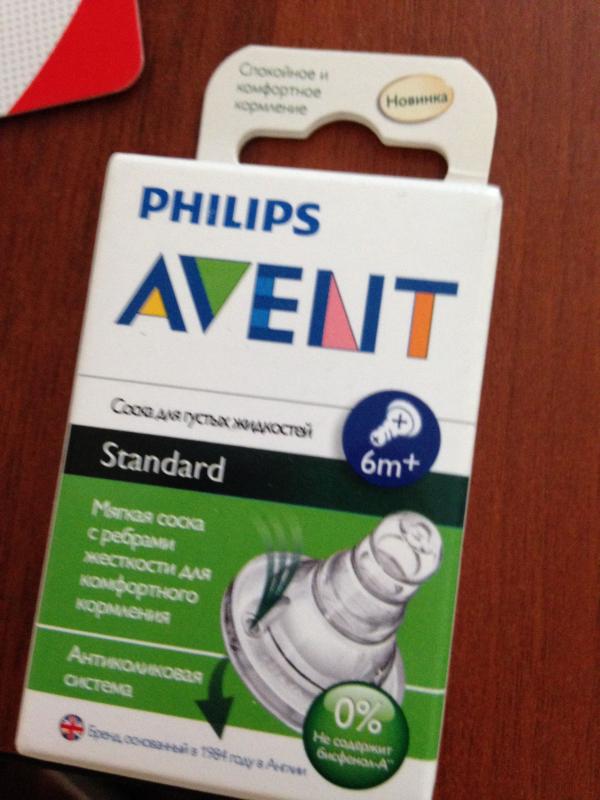 Спокойное и
комфортное
кормление
Новинка
PHILIPS
AVENT
Соска для густых жидкостей
6m+
Standard
Мягкая соска
с ребрами
жесткости для
комфортного
кормления
Антиколиковая
система
0%
Не содержит
бисфенол-А**
Бренд, основанный в 1984 году в Англии